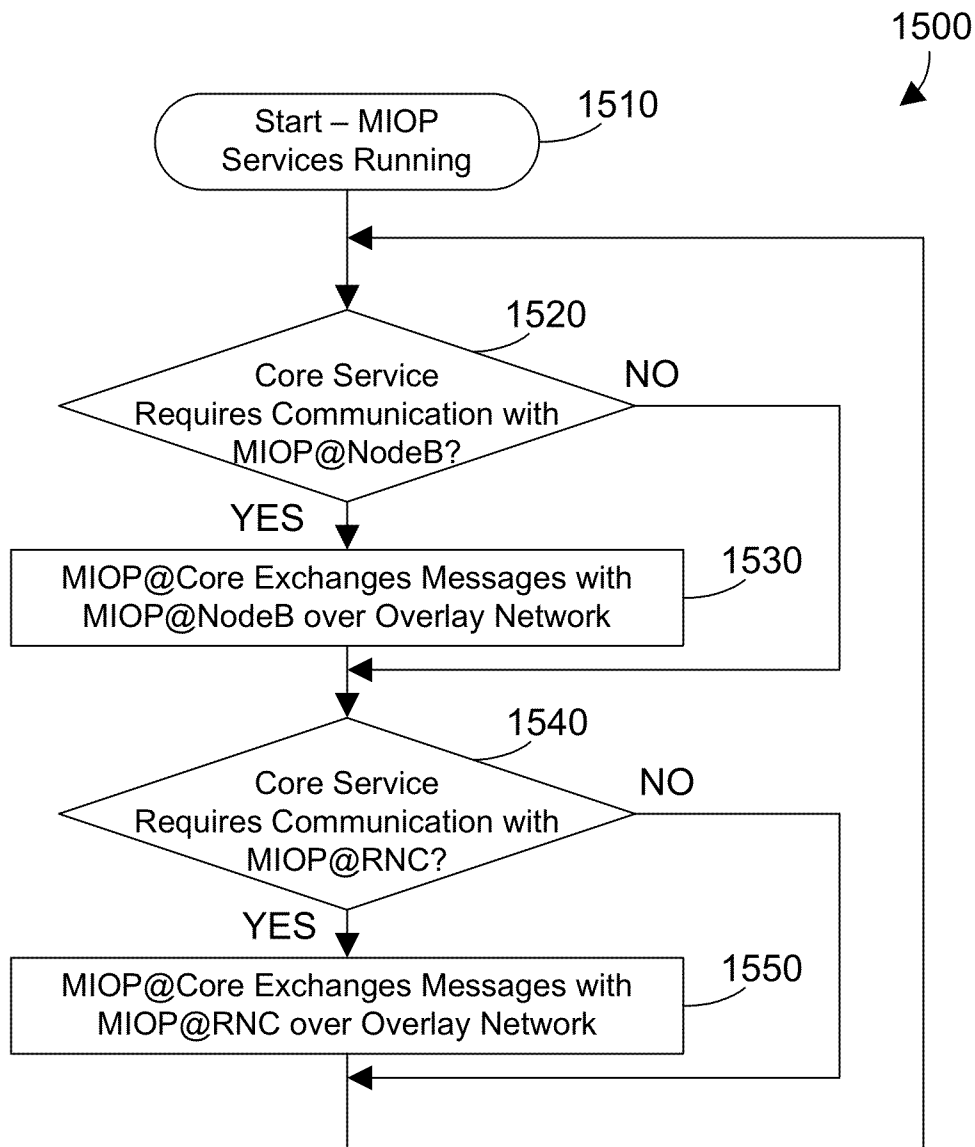 1500
Start – MIOP
Services Running
1510
1520
Core Service
Requires Communication with
MIOP@NodeB?
NO
YES
MIOP@Core Exchanges Messages with
MIOP@NodeB over Overlay Network
1530
1540
Core Service
Requires Communication with
MIOP@RNC?
NO
YES
MIOP@Core Exchanges Messages with
MIOP@RNC over Overlay Network
1550